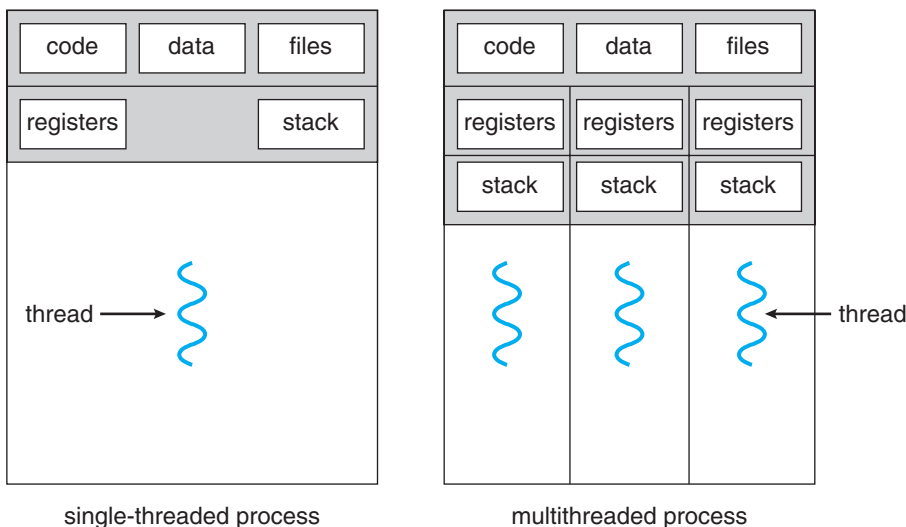 code data files
registers stack
thread
single-threaded process
code data files
registers registers registers
stack stack stack
thread
multithreaded process